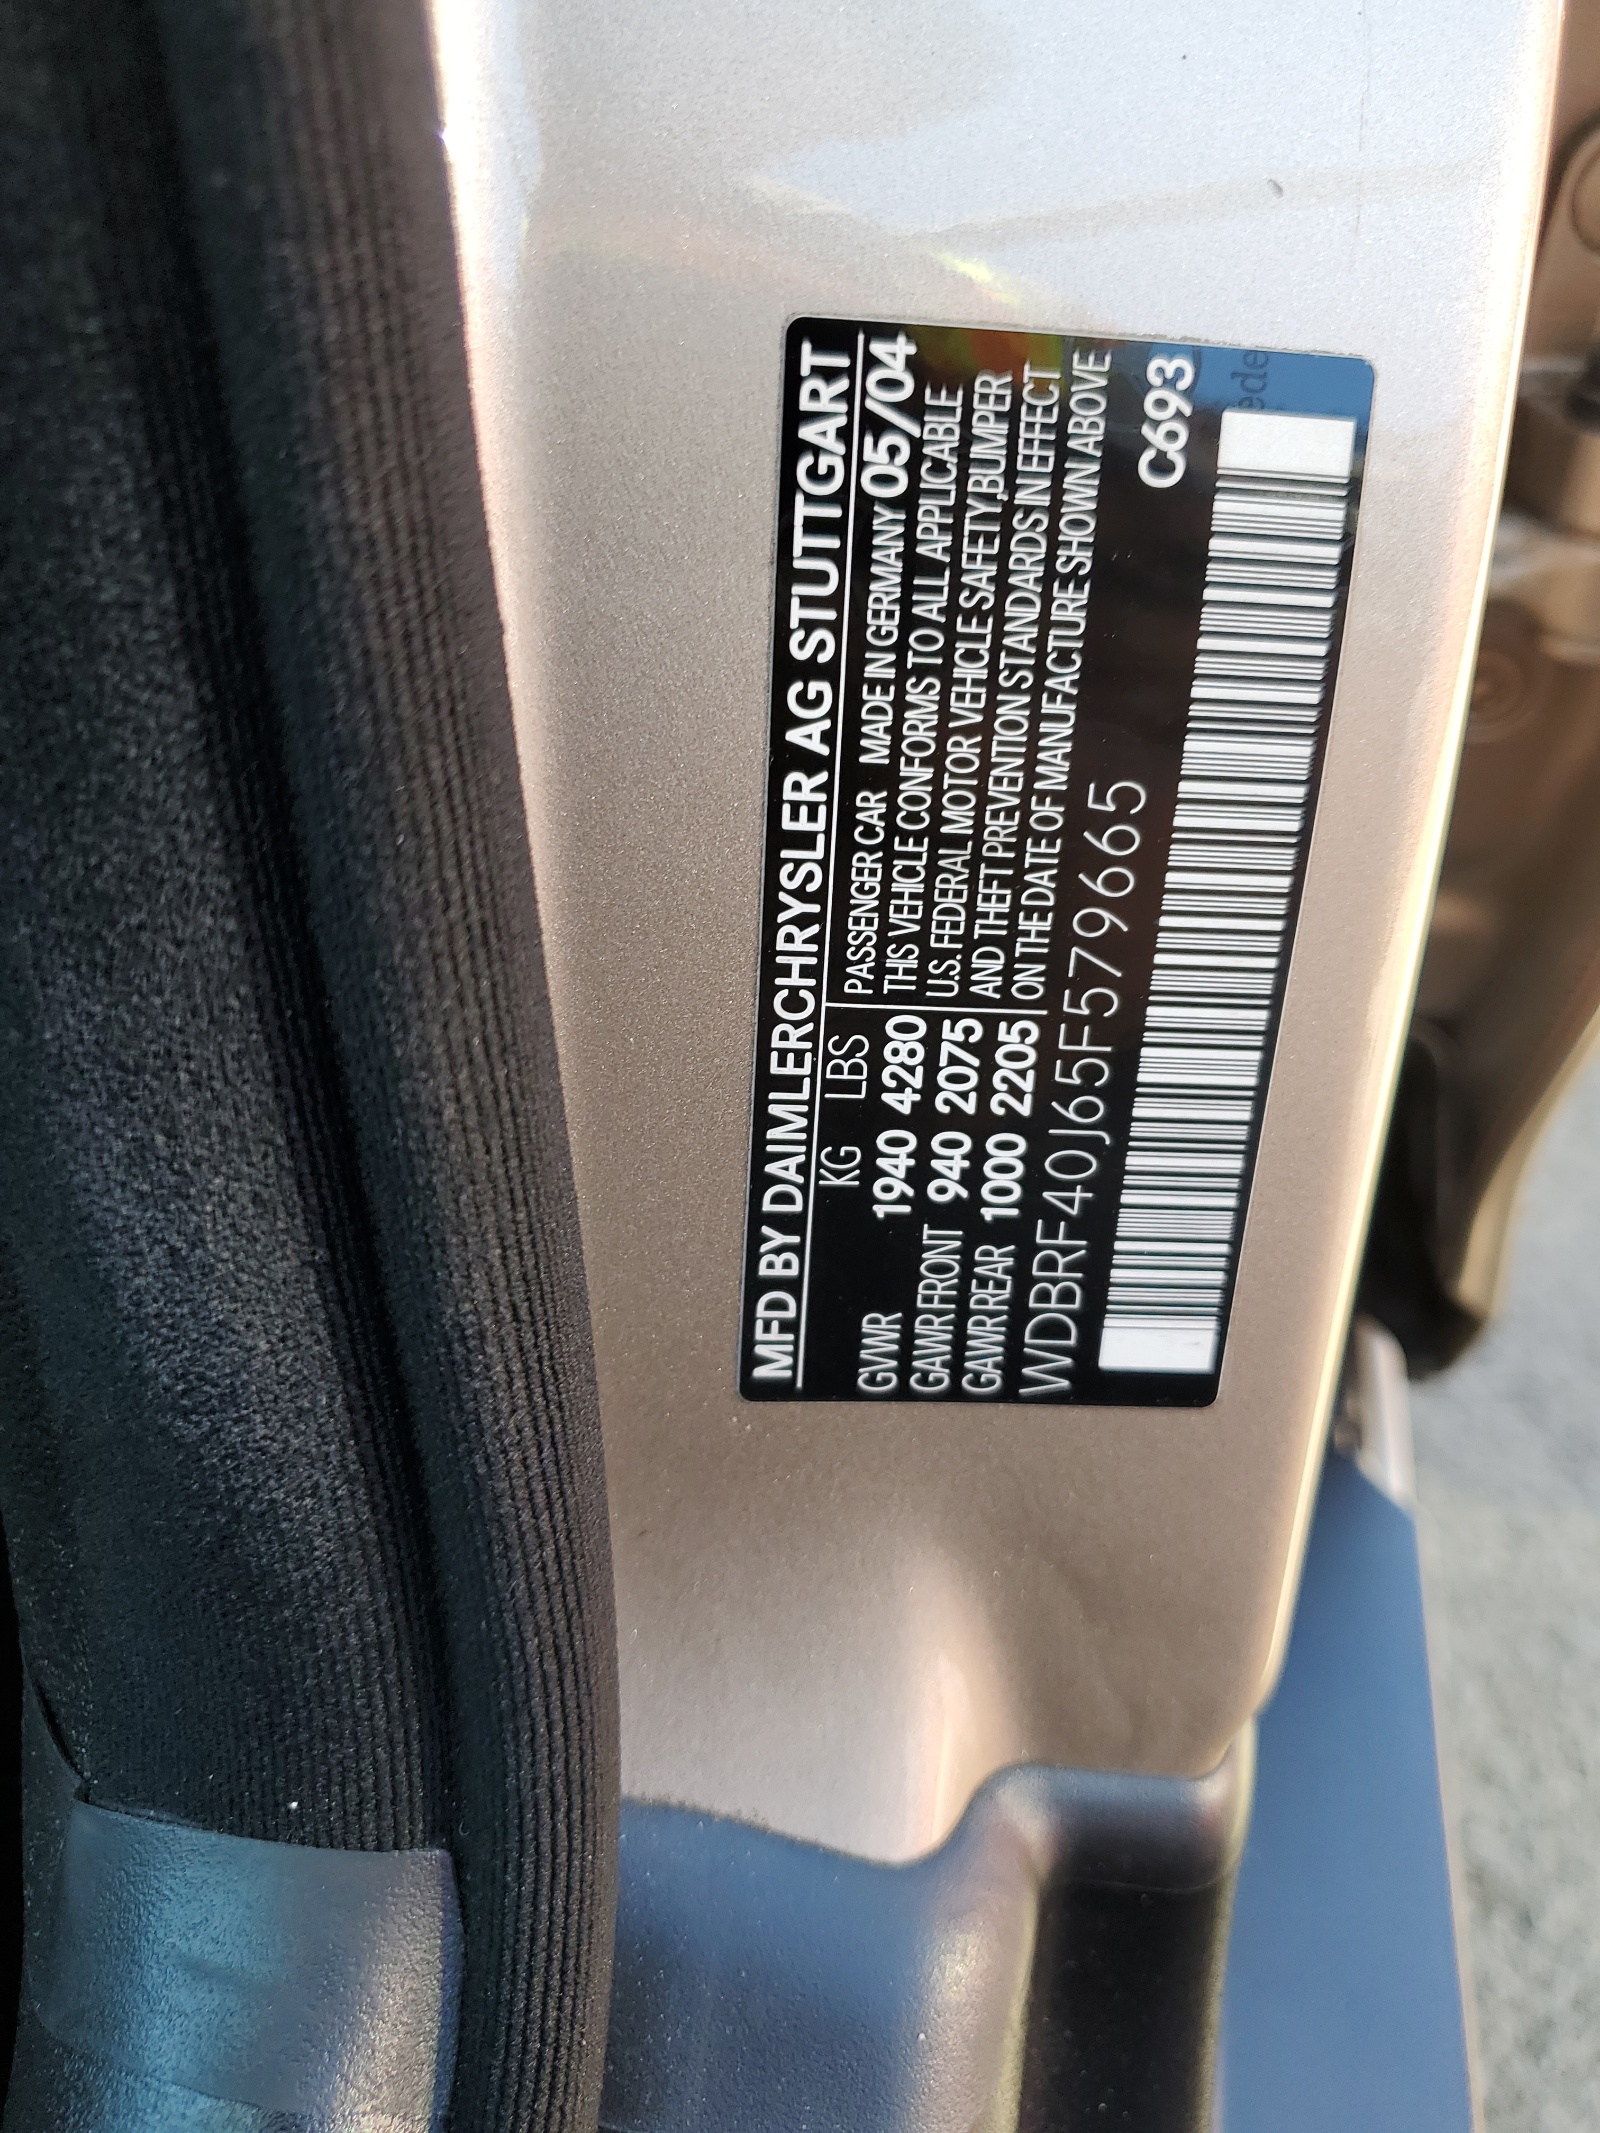 MFD BY DAIMLERCHRYSLER AG STUTTGART
KG LBS
GVWR 1940 4280
GAWR FRONT 940 2075
GAWR REAR 1000 2205
PASSENGER CAR MADE IN GERMANY 05/04
THIS VEHICLE CONFORMS TO ALL APPLICABLE
U.S. FEDERAL MOTOR VEHICLE SAFETY,BUMPER
AND THEFT PREVENTION STANDARDS IN EFFECT
ON THE DATE OF MANUFACTURE SHOWN ABOVE
WDBRF40J65F579665
C693